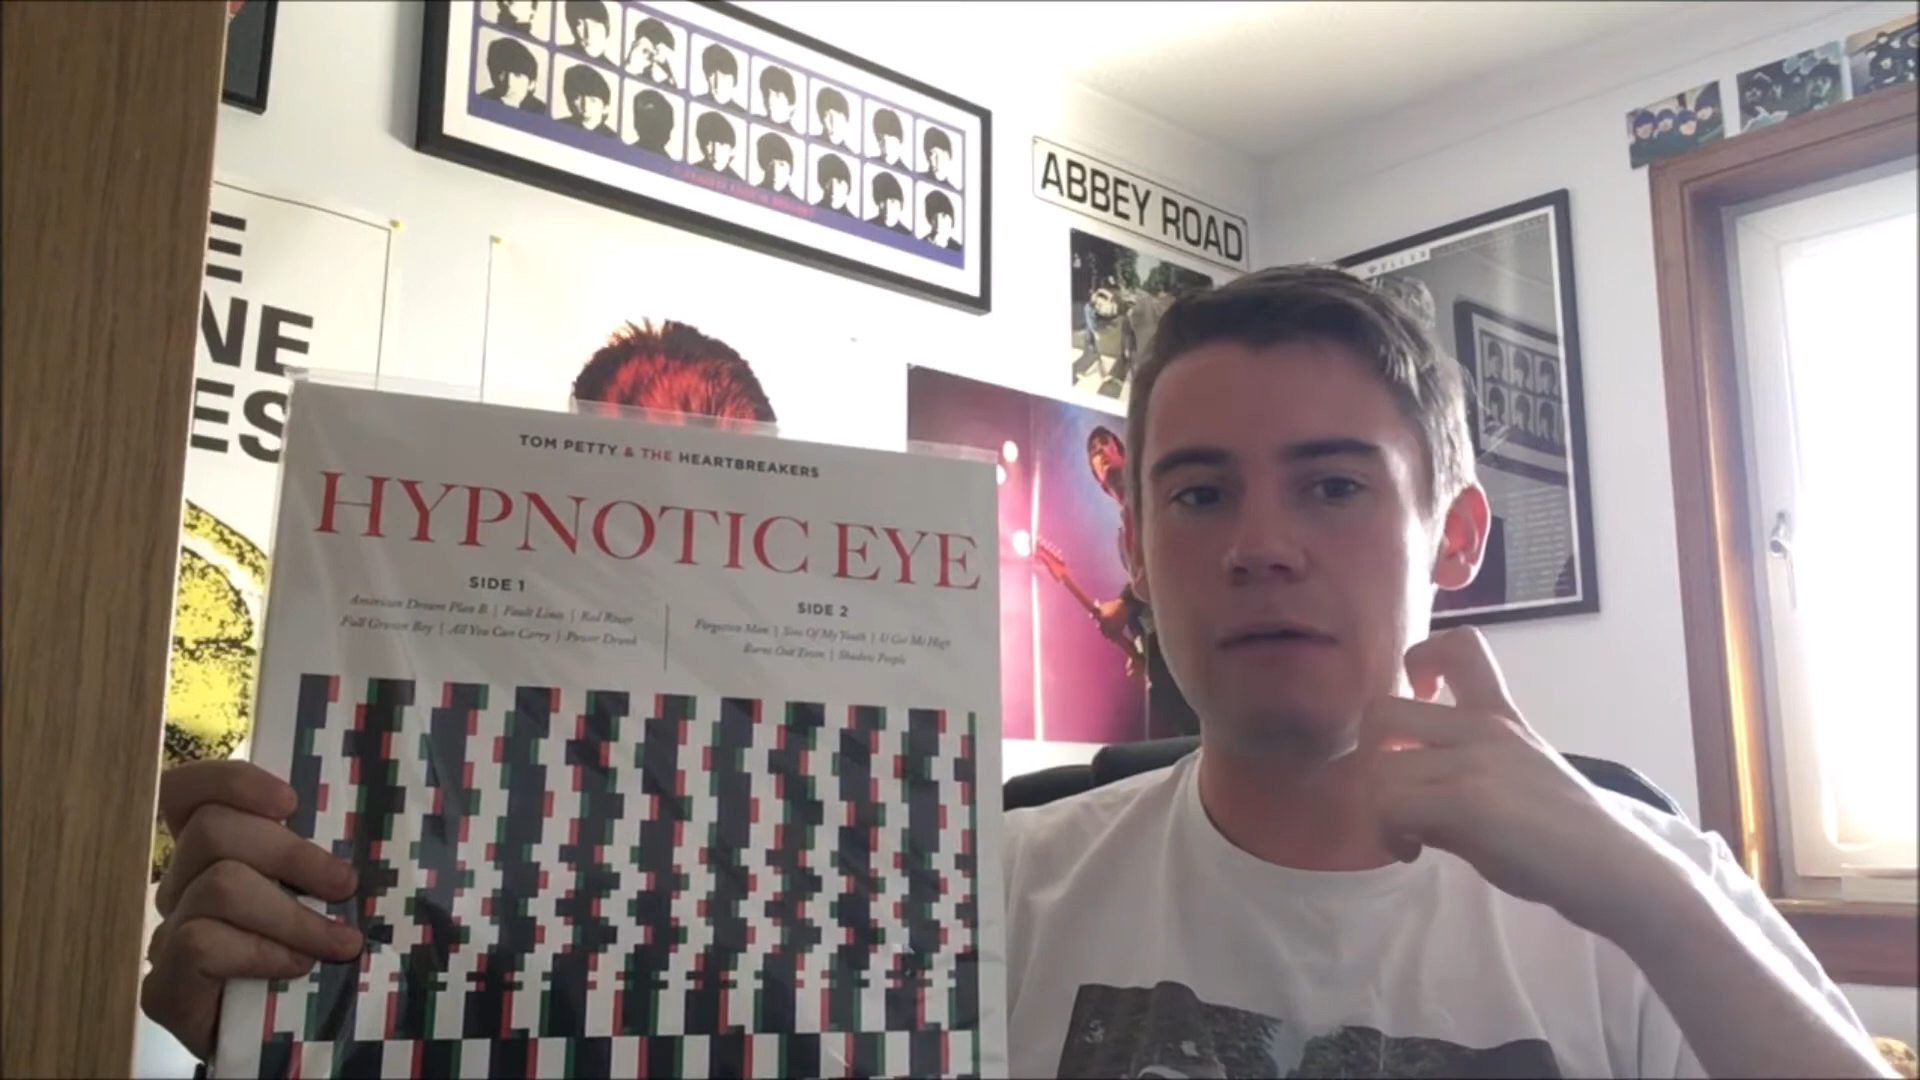 ABBEY ROAD
E
NE
ES
TOM PETTY & THE HEARTBREAKERS
HYPNOTIC EYE
SIDE 1
American Dream Plan B | Fault Lines | Red River
Full Grown Boy | All You Can Carry | Power Drunk
SIDE 2
Forgotten Man | Sins Of My Youth | U Get Me High
Burnt Out Town | Shadow People